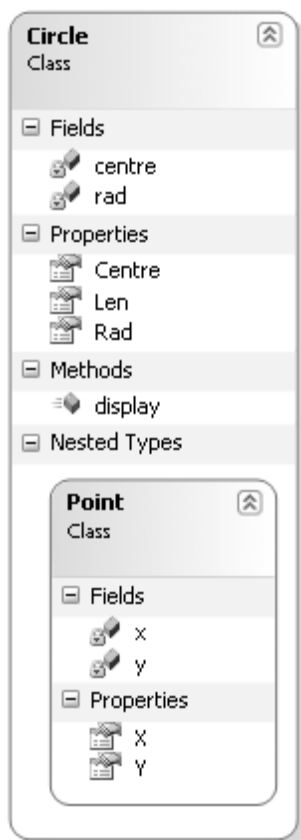 Circle
Class
Fields
centre
rad
Properties
Centre
Len
Rad
Methods
display
Nested Types
Point
Class
Fields
x
y
Properties
X
Y